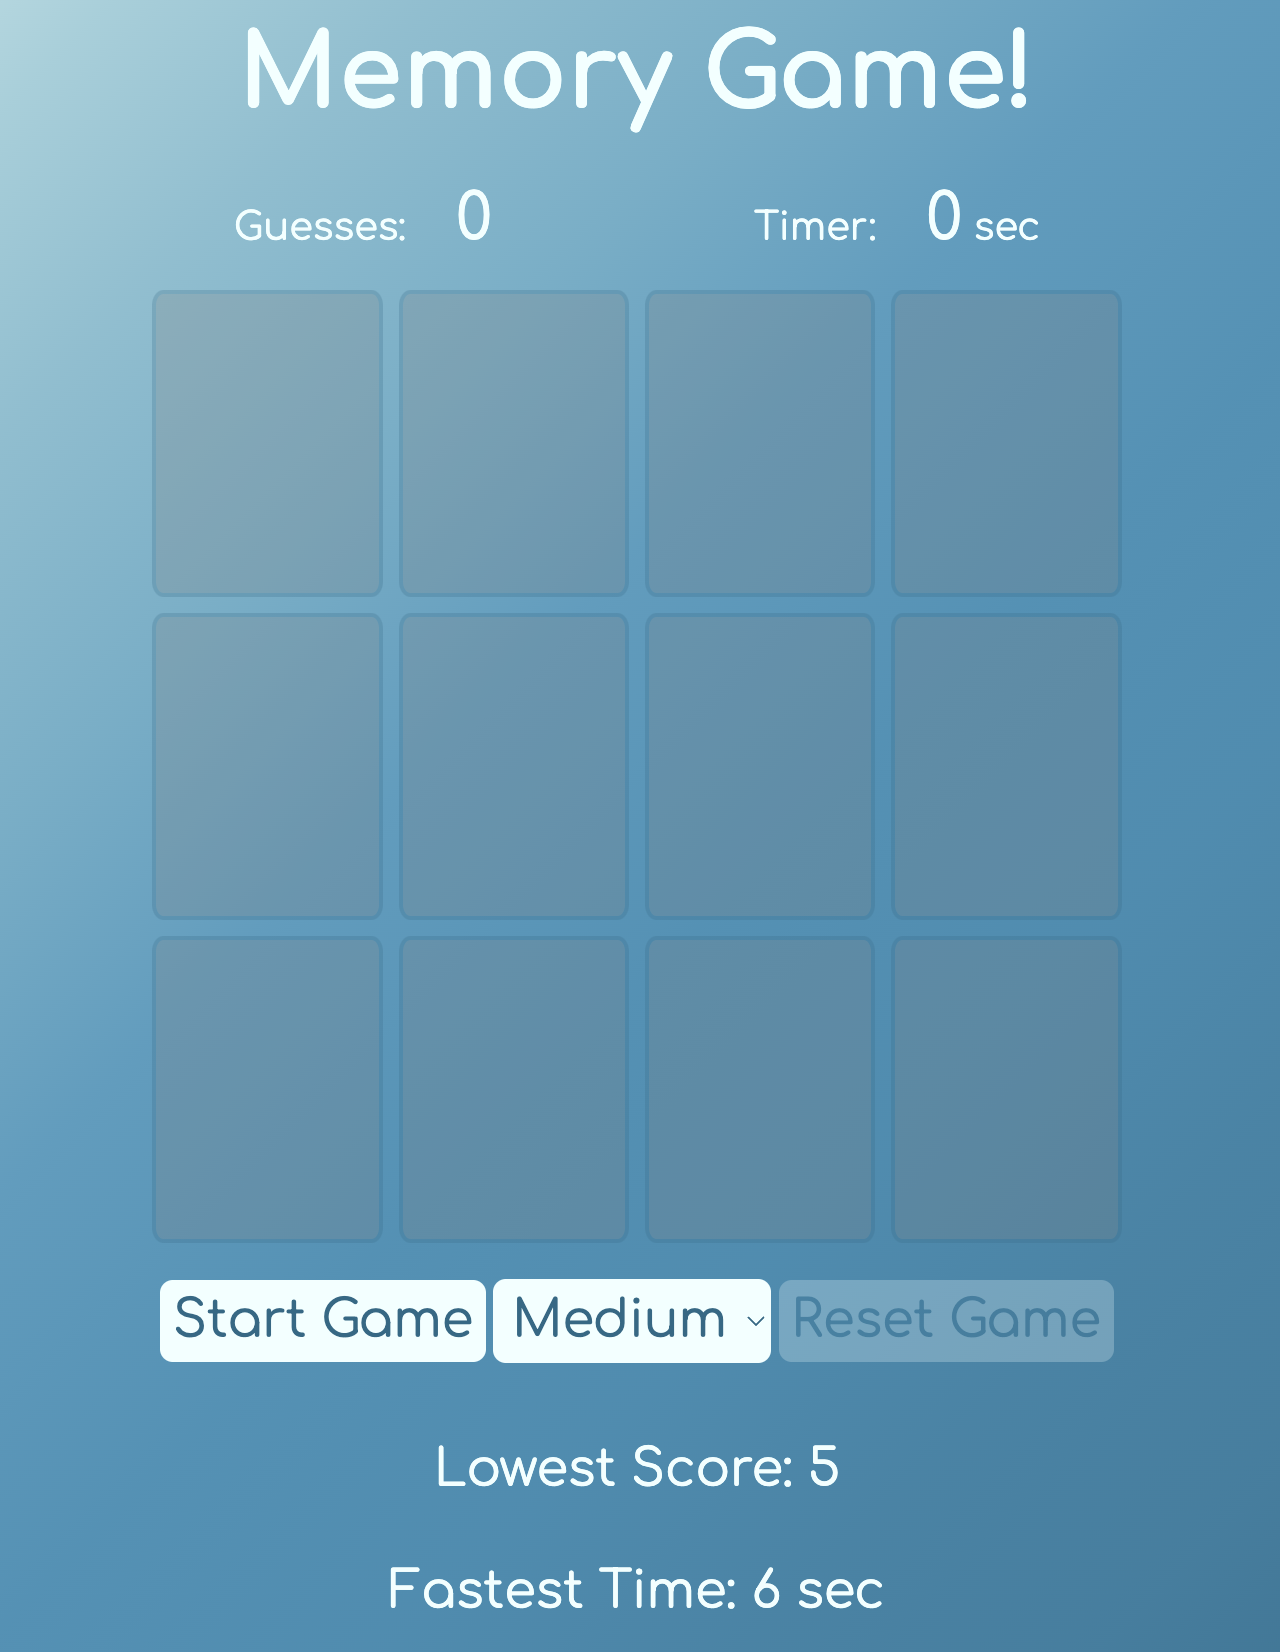 Memory Game!
Guesses: 0 Timer: 0 sec
Start Game Medium Reset Game
Lowest Score: 5
Fastest Time: 6 sec